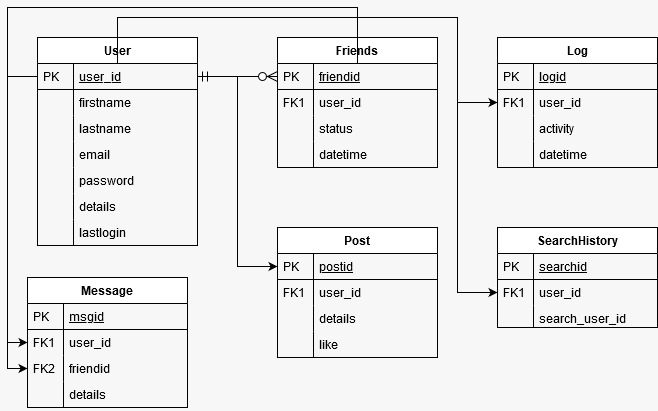 User
PK user_id
firstname
lastname
email
password
details
lastlogin
Friends
PK friendid
FK1 user_id
status
datetime
Log
PK logid
FK1 user_id
activity
datetime
Message
PK msgid
FK1 user_id
FK2 friendid
details
Post
PK postid
FK1 user_id
details
like
SearchHistory
PK searchid
FK1 user_id
search_user_id